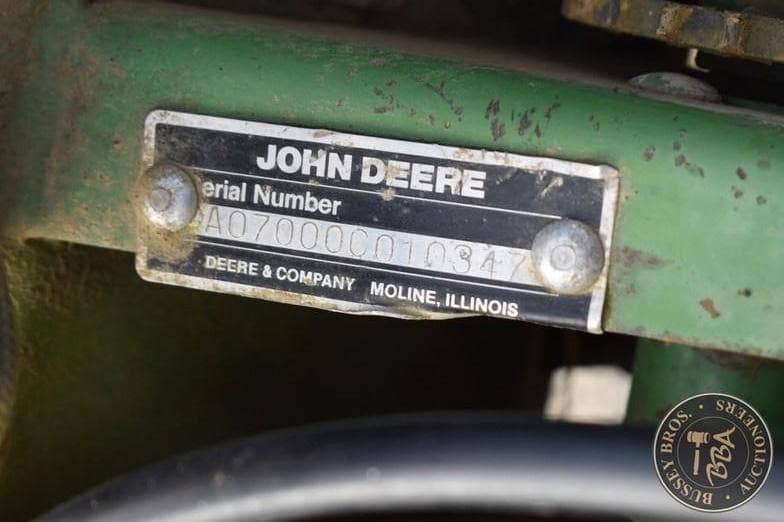 JOHN DEERE
erial Number
A07000C010347
DEERE & COMPANY MOLINE, ILLINOIS
BUSSEY BROS. · AUCTIONEERS ·
BBA